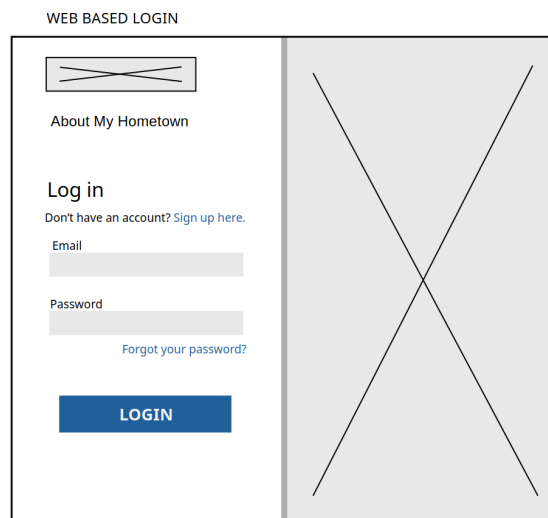 WEB BASED LOGIN
About My Hometown
Log in
Don't have an account? Sign up here.
Email
Password
Forgot your password?
LOGIN